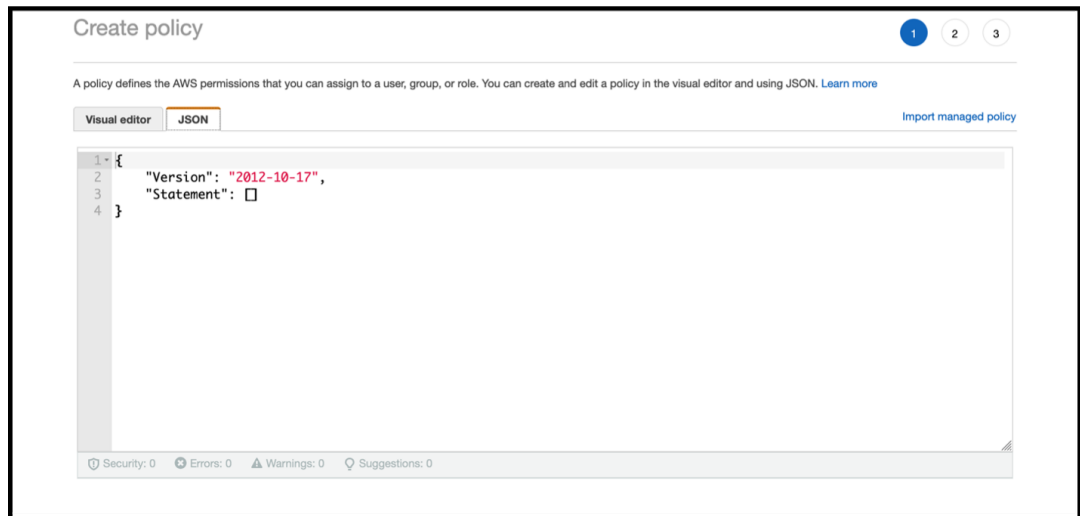 Create policy
1 2 3
A policy defines the AWS permissions that you can assign to a user, group, or role. You can create and edit a policy in the visual editor and using JSON. Learn more
Visual editor JSON Import managed policy
1 {
2 "Version": "2012-10-17",
3 "Statement": []
4 }
Security: 0 Errors: 0 Warnings: 0 Suggestions: 0